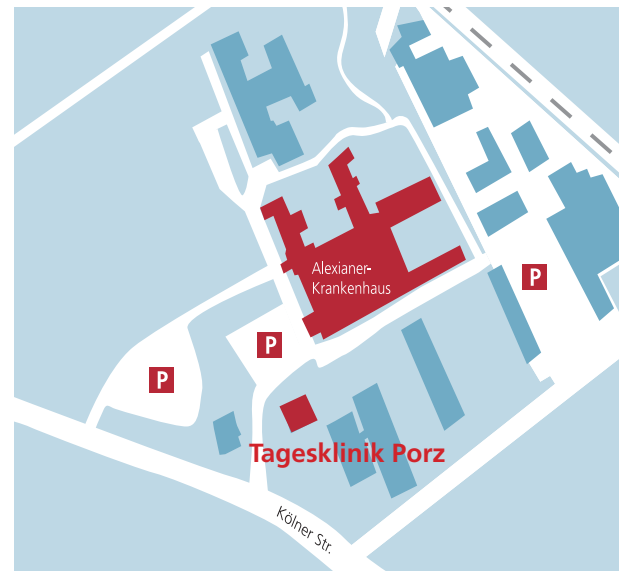 Alexianer-
Krankenhaus
P
P
P
Tagesklinik Porz
Kölner Str.